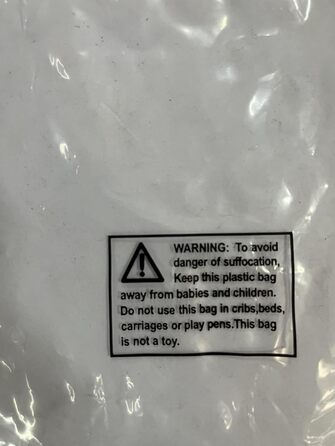 WARNING: To avoid
danger of suffocation,
Keep this plastic bag
away from babies and children.
Do not use this bag in cribs,beds,
carriages or play pens.This bag
is not a toy.